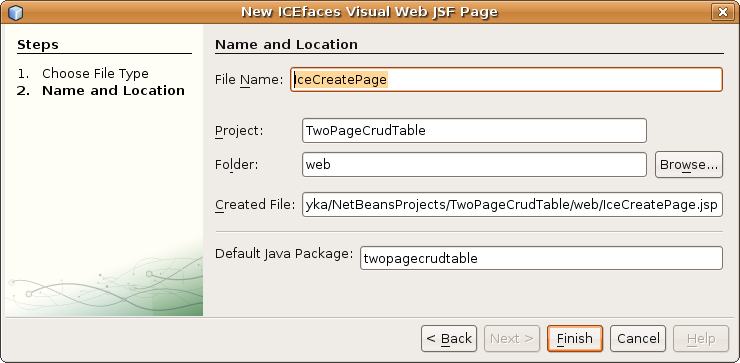 New ICEfaces Visual Web JSF Page
Steps
1. Choose File Type
2. Name and Location
Name and Location
File Name: IceCreatePage
Project: TwoPageCrudTable
Folder: web Browse...
Created File: yka/NetBeansProjects/TwoPageCrudTable/web/IceCreatePage.jsp
Default Java Package: twopagecrudtable
< Back Next > Finish Cancel Help